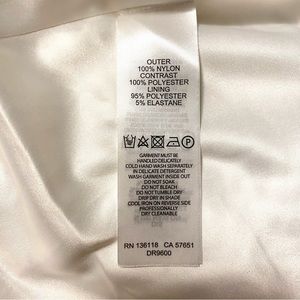 OUTER
100% NYLON
CONTRAST
100% POLYESTER
LINING
95% POLYESTER
5% ELASTANE
P
GARMENT MUST BE
HANDLED DELICATELY
COLD HAND WASH SEPARATELY
IN DELICATE DETERGENT
WASH GARMENT INSIDE OUT
DO NOT SOAK
DO NOT BLEACH
DO NOT TUMBLE DRY
DRIP DRY IN SHADE
COOL IRON ON REVERSE SIDE
PROFESSIONALLY
DRY CLEANABLE
RN 136118 CA 57651
DR9600